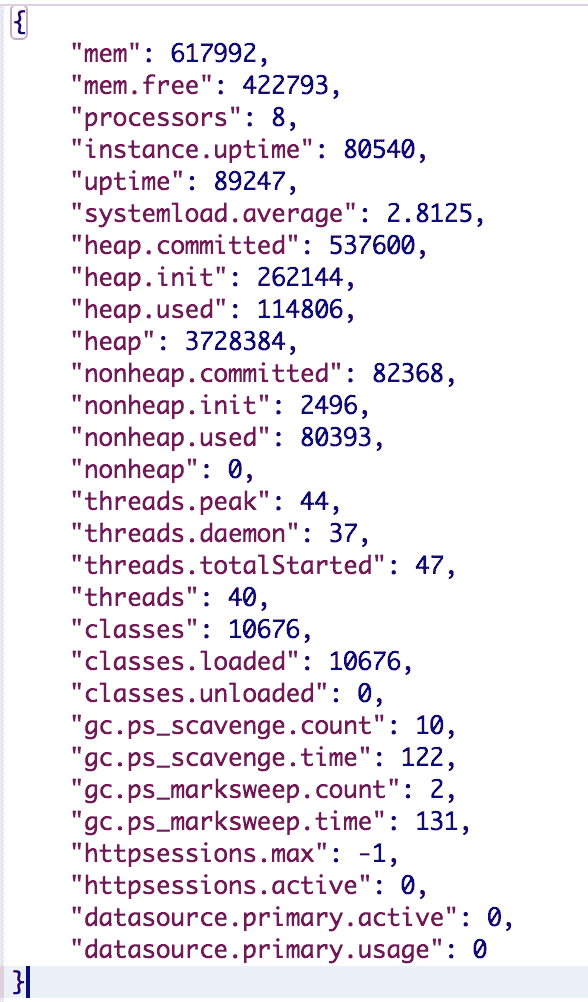 {
"mem": 617992,
"mem.free": 422793,
"processors": 8,
"instance.uptime": 80540,
"uptime": 89247,
"systemload.average": 2.8125,
"heap.committed": 537600,
"heap.init": 262144,
"heap.used": 114806,
"heap": 3728384,
"nonheap.committed": 82368,
"nonheap.init": 2496,
"nonheap.used": 80393,
"nonheap": 0,
"threads.peak": 44,
"threads.daemon": 37,
"threads.totalStarted": 47,
"threads": 40,
"classes": 10676,
"classes.loaded": 10676,
"classes.unloaded": 0,
"gc.ps_scavenge.count": 10,
"gc.ps_scavenge.time": 122,
"gc.ps_marksweep.count": 2,
"gc.ps_marksweep.time": 131,
"httpsessions.max": -1,
"httpsessions.active": 0,
"datasource.primary.active": 0,
"datasource.primary.usage": 0
}